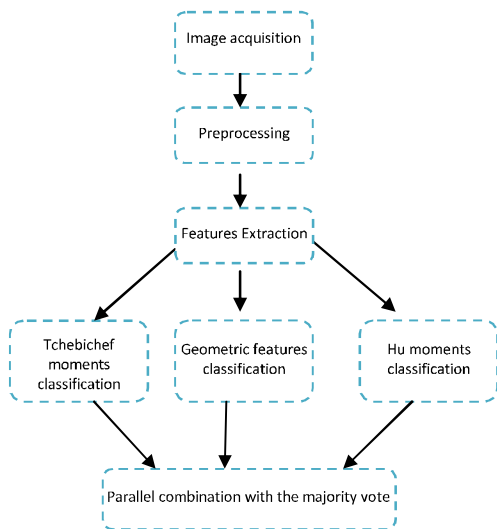 Image acquisition
Preprocessing
Features Extraction
Tchebichef
moments
classification
Geometric features
classification
Hu moments
classification
Parallel combination with the majority vote